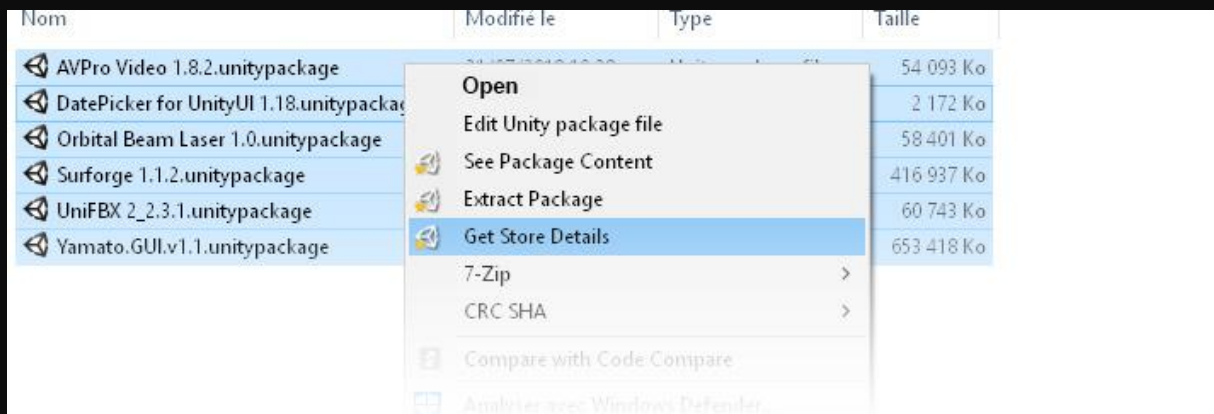 Nom Modifié le Type Taille
AVPro Video 1.8.2.unitypackage 54 093 Ko
DatePicker for UnityUI 1.18.unitypackag 2 172 Ko
Orbital Beam Laser 1.0.unitypackage 58 401 Ko
Surforge 1.1.2.unitypackage 416 937 Ko
UniFBX 2_2.3.1.unitypackage 60 743 Ko
Yamato.GUI.v1.1.unitypackage 653 418 Ko
Open
Edit Unity package file
See Package Content
Extract Package
Get Store Details
7-Zip
CRC SHA
Compare with Code Compare
Analyser avec Windows Defender...